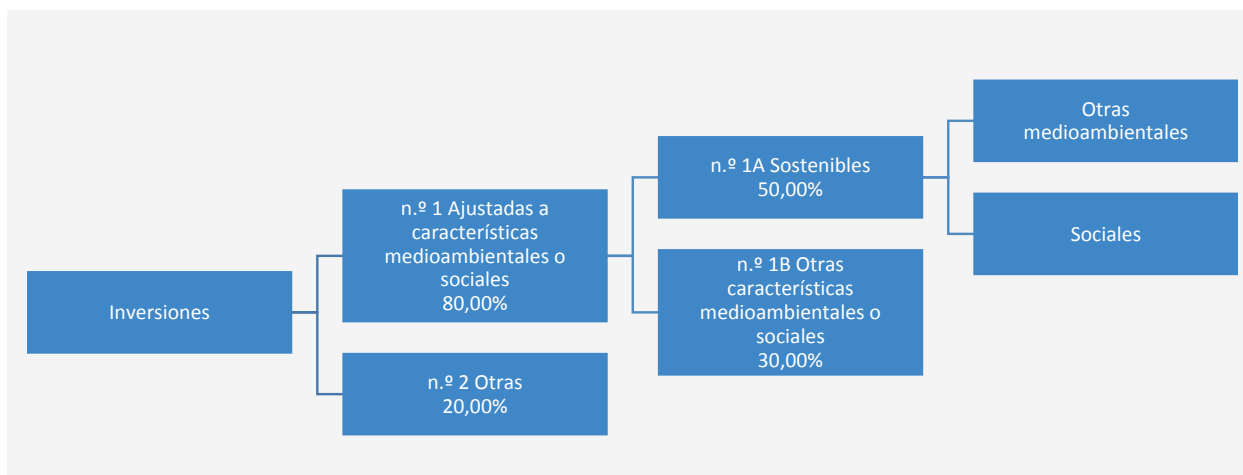 Inversiones
n.º 1 Ajustadas a
características
medioambientales o
sociales
80,00%
n.º 2 Otras
20,00%
n.º 1A Sostenibles
50,00%
n.º 1B Otras
características
medioambientales o
sociales
30,00%
Otras
medioambientales
Sociales